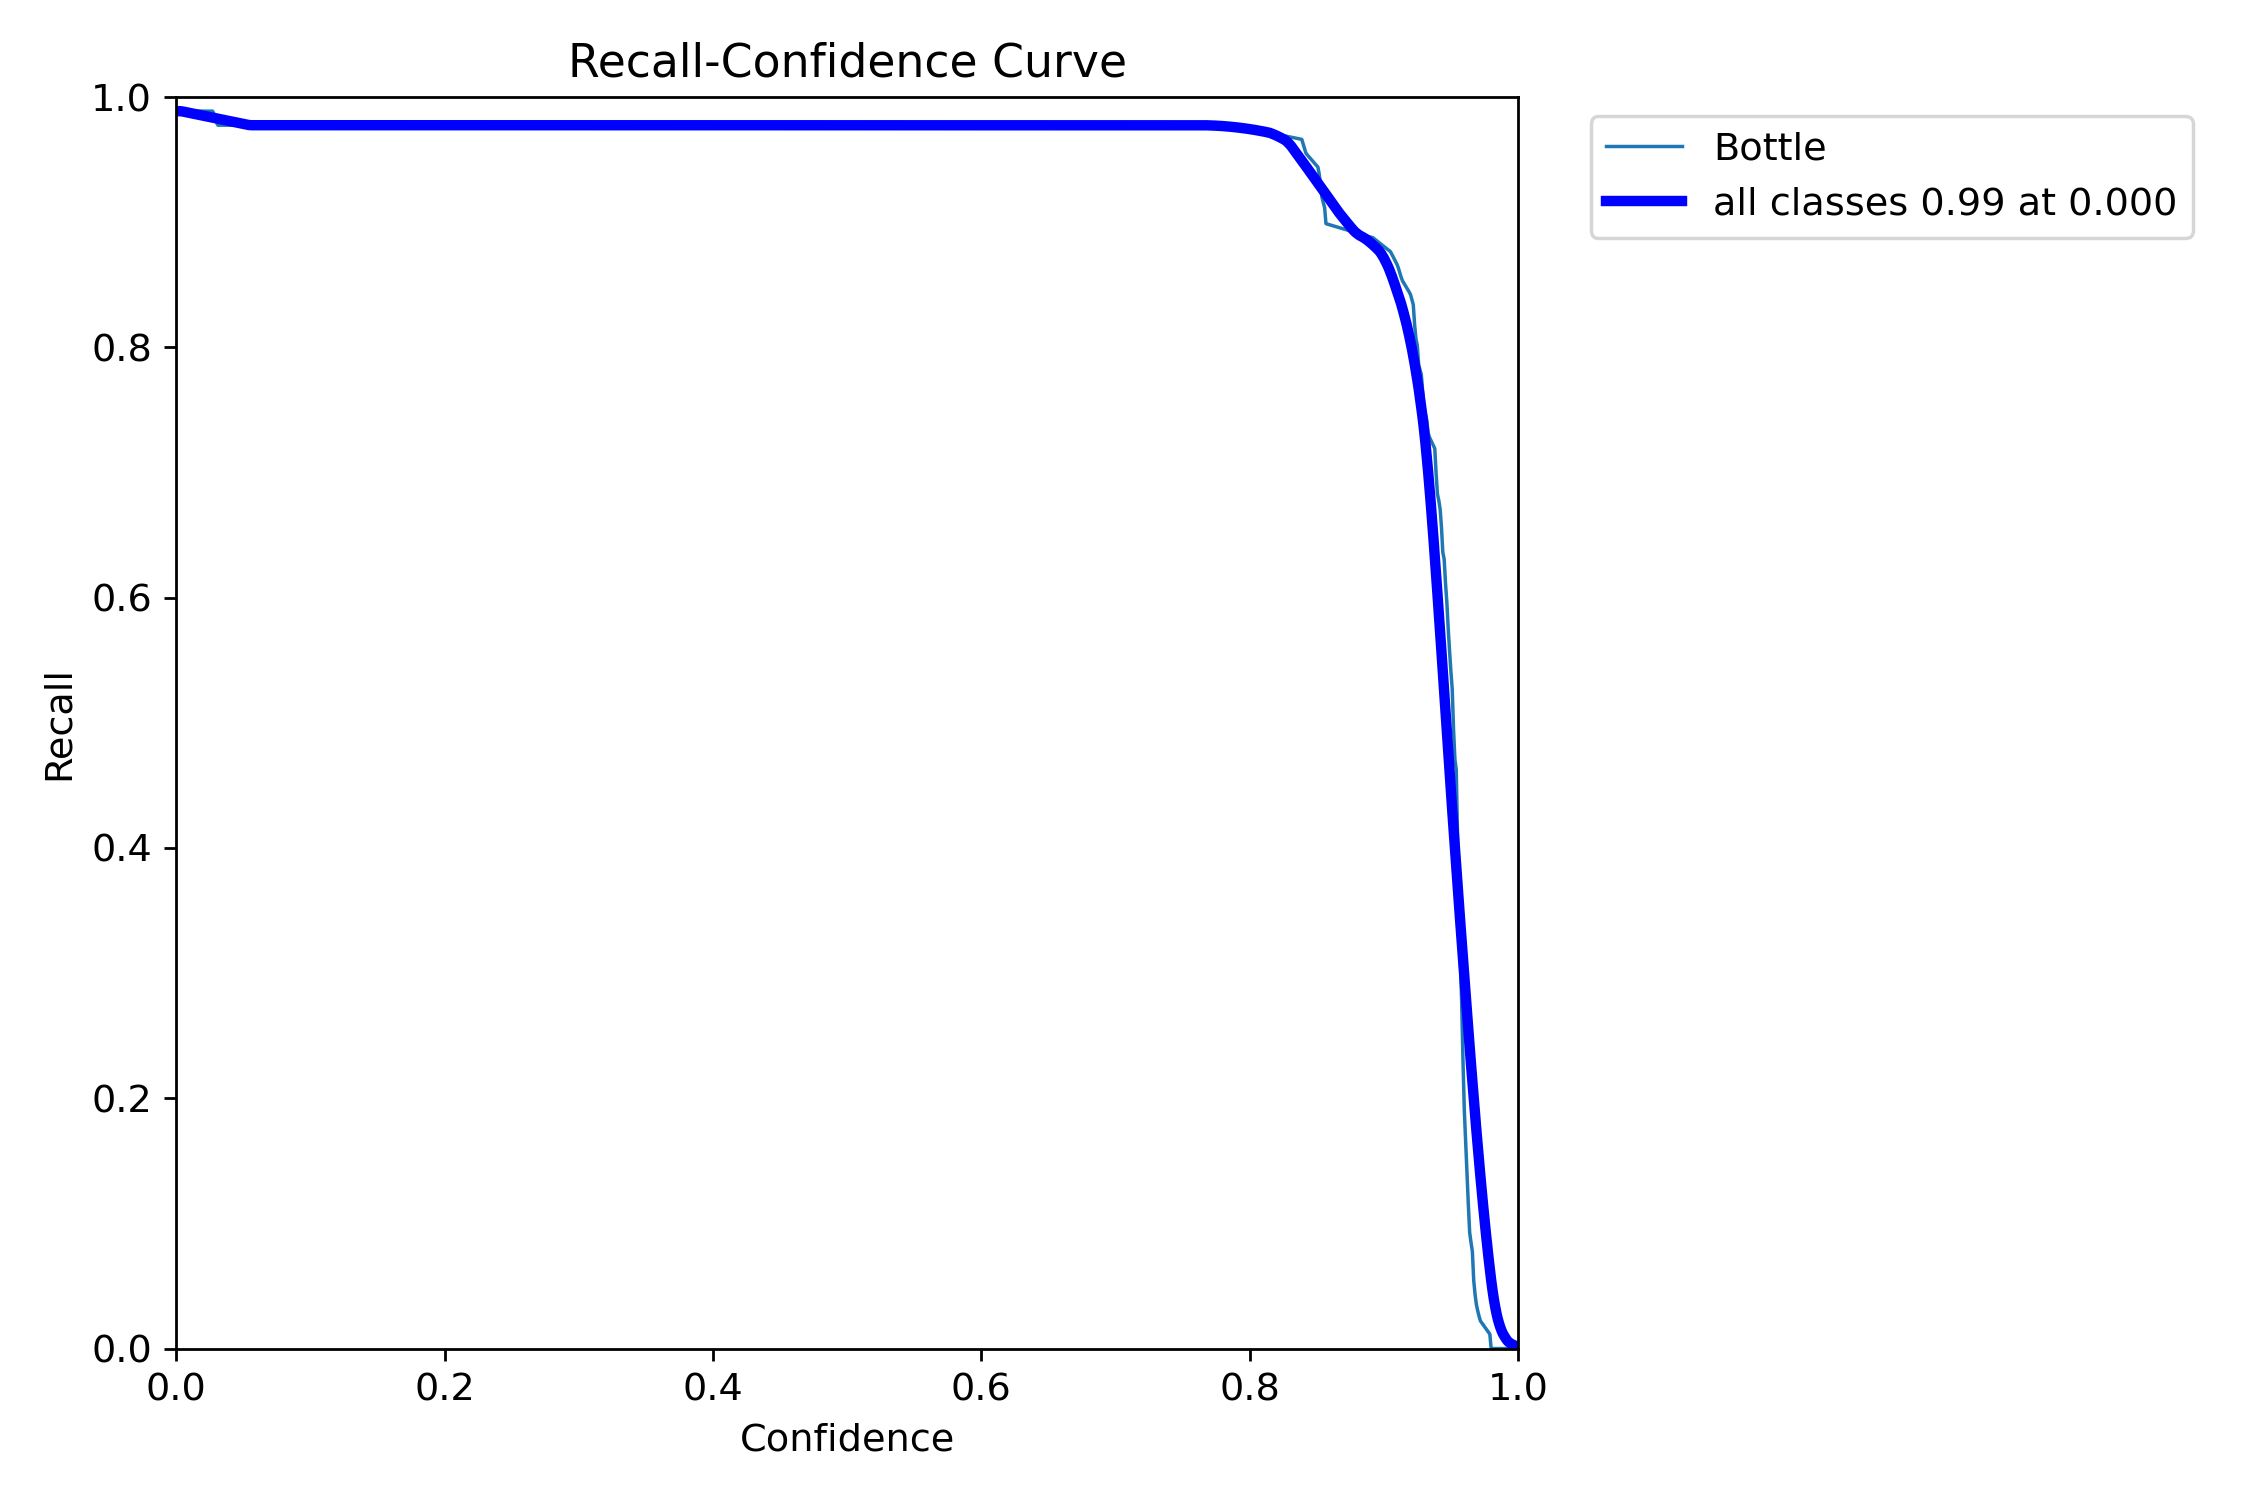 Recall-Confidence Curve
Bottle
all classes 0.99 at 0.000
1.0
0.8
0.6
0.4
0.2
0.0
Recall
0.0 0.2 0.4 0.6 0.8 1.0
Confidence